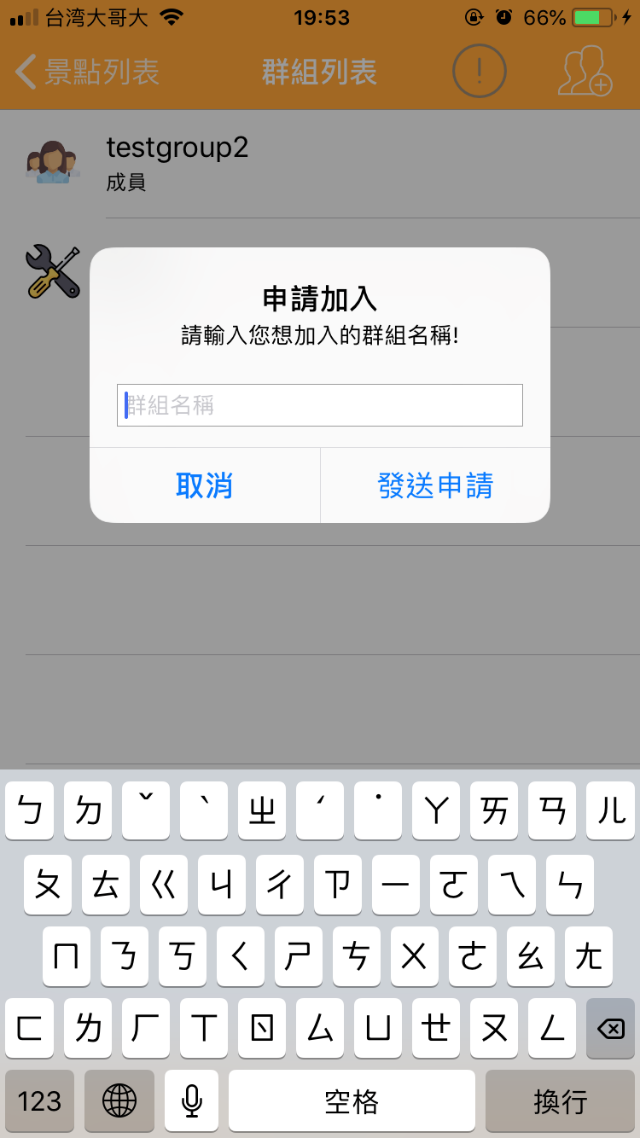 台湾大哥大 19:53 66%
景點列表 群組列表
testgroup2
成員
申請加入
請輸入您想加入的群組名稱!
群組名稱
取消 發送申請
ㄅ ㄉ ˇ ˋ ㄓ ˊ ˙ ㄚ ㄞ ㄢ ㄦ
ㄆ ㄊ ㄍ ㄐ ㄔ ㄗ ㄧ ㄛ ㄟ ㄣ
ㄇ ㄋ ㄎ ㄑ ㄕ ㄘ ㄨ ㄜ ㄠ ㄤ
ㄈ ㄌ ㄏ ㄒ ㄖ ㄙ ㄩ ㄝ ㄡ ㄥ
123 空格 換行